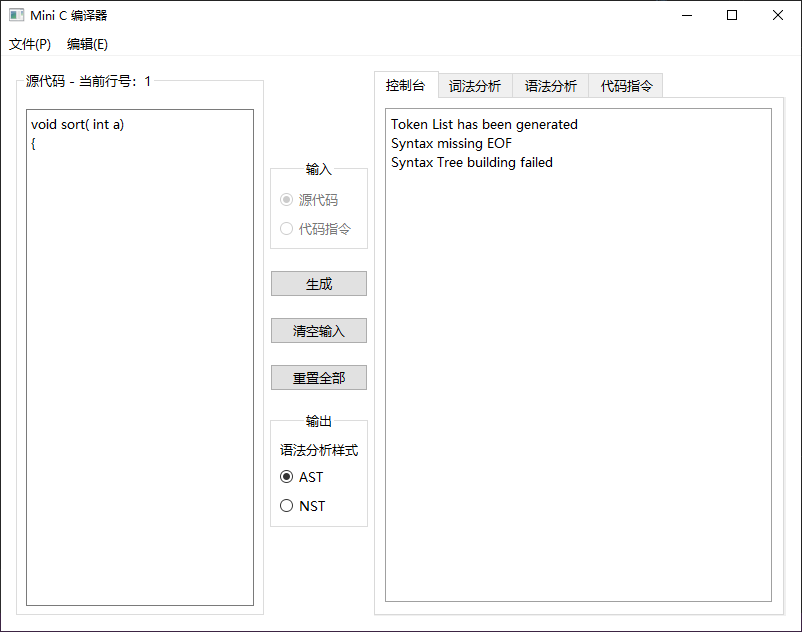 Mini C 编译器
文件(P) 编辑(E)
源代码 - 当前行号：1
void sort( int a)
{
输入
源代码
代码指令
生成
清空输入
重置全部
输出
语法分析样式
AST
NST
控制台 词法分析 语法分析 代码指令
Token List has been generated
Syntax missing EOF
Syntax Tree building failed